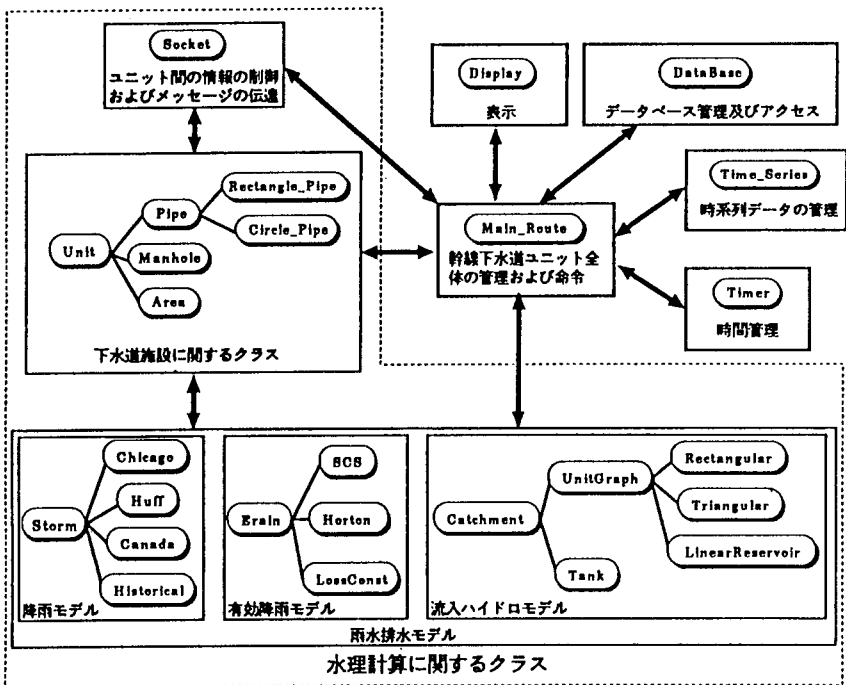 Socket
ユニット間の情報の制御
およびメッセージの伝達
Display
表示
DataBase
データベース管理及びアクセス
Time_Series
時系列データの管理
Main_Route
幹線下水道ユニット全
体の管理および命令
Timer
時間管理
Unit
Pipe
Rectangle_Pipe
Circle_Pipe
Manhole
Area
下水道施設に関するクラス
Storm
Chicago
Huff
Canada
Historical
降雨モデル
Erain
SCS
Horton
LossConst
有効降雨モデル
Catchment
UnitGraph
Rectangular
Triangular
LinearReservoir
Tank
流入ハイドロモデル
雨水排水モデル
水理計算に関するクラス